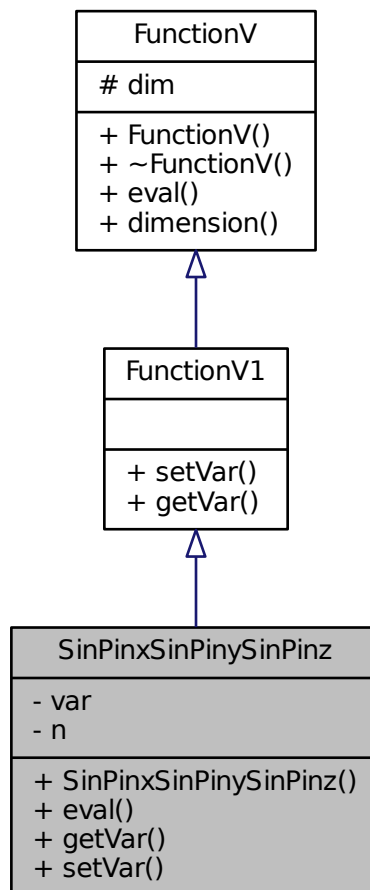 FunctionV
# dim
+ FunctionV()
+ ~FunctionV()
+ eval()
+ dimension()
FunctionV1
+ setVar()
+ getVar()
SinPinxSinPinySinPinz
- var
- n
+ SinPinxSinPinySinPinz()
+ eval()
+ getVar()
+ setVar()